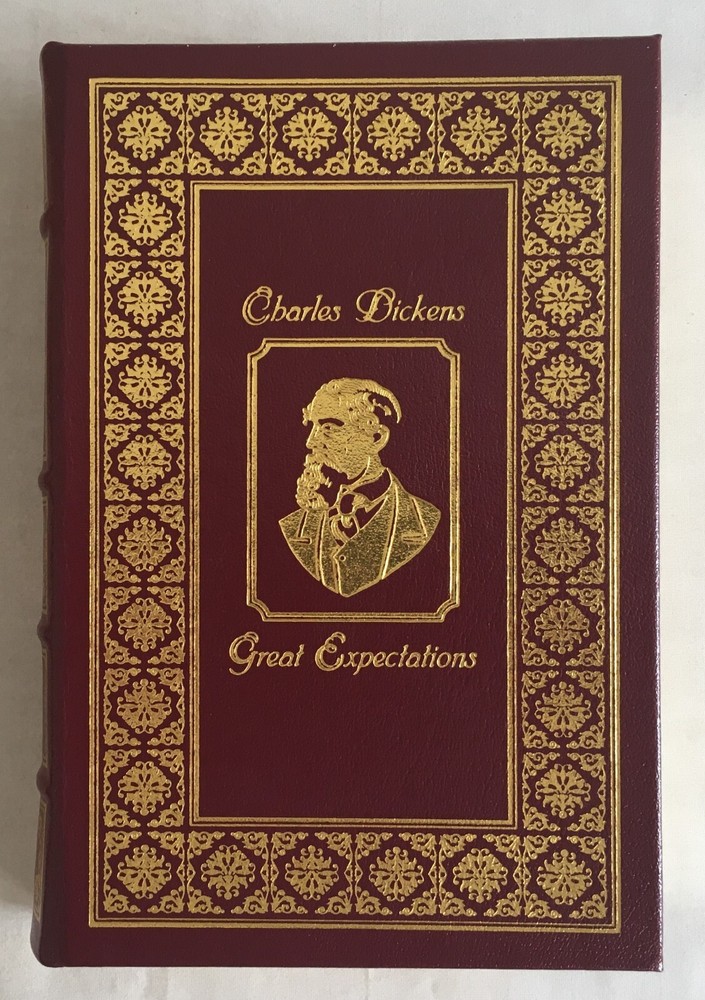 Charles Dickens
Great Expectations